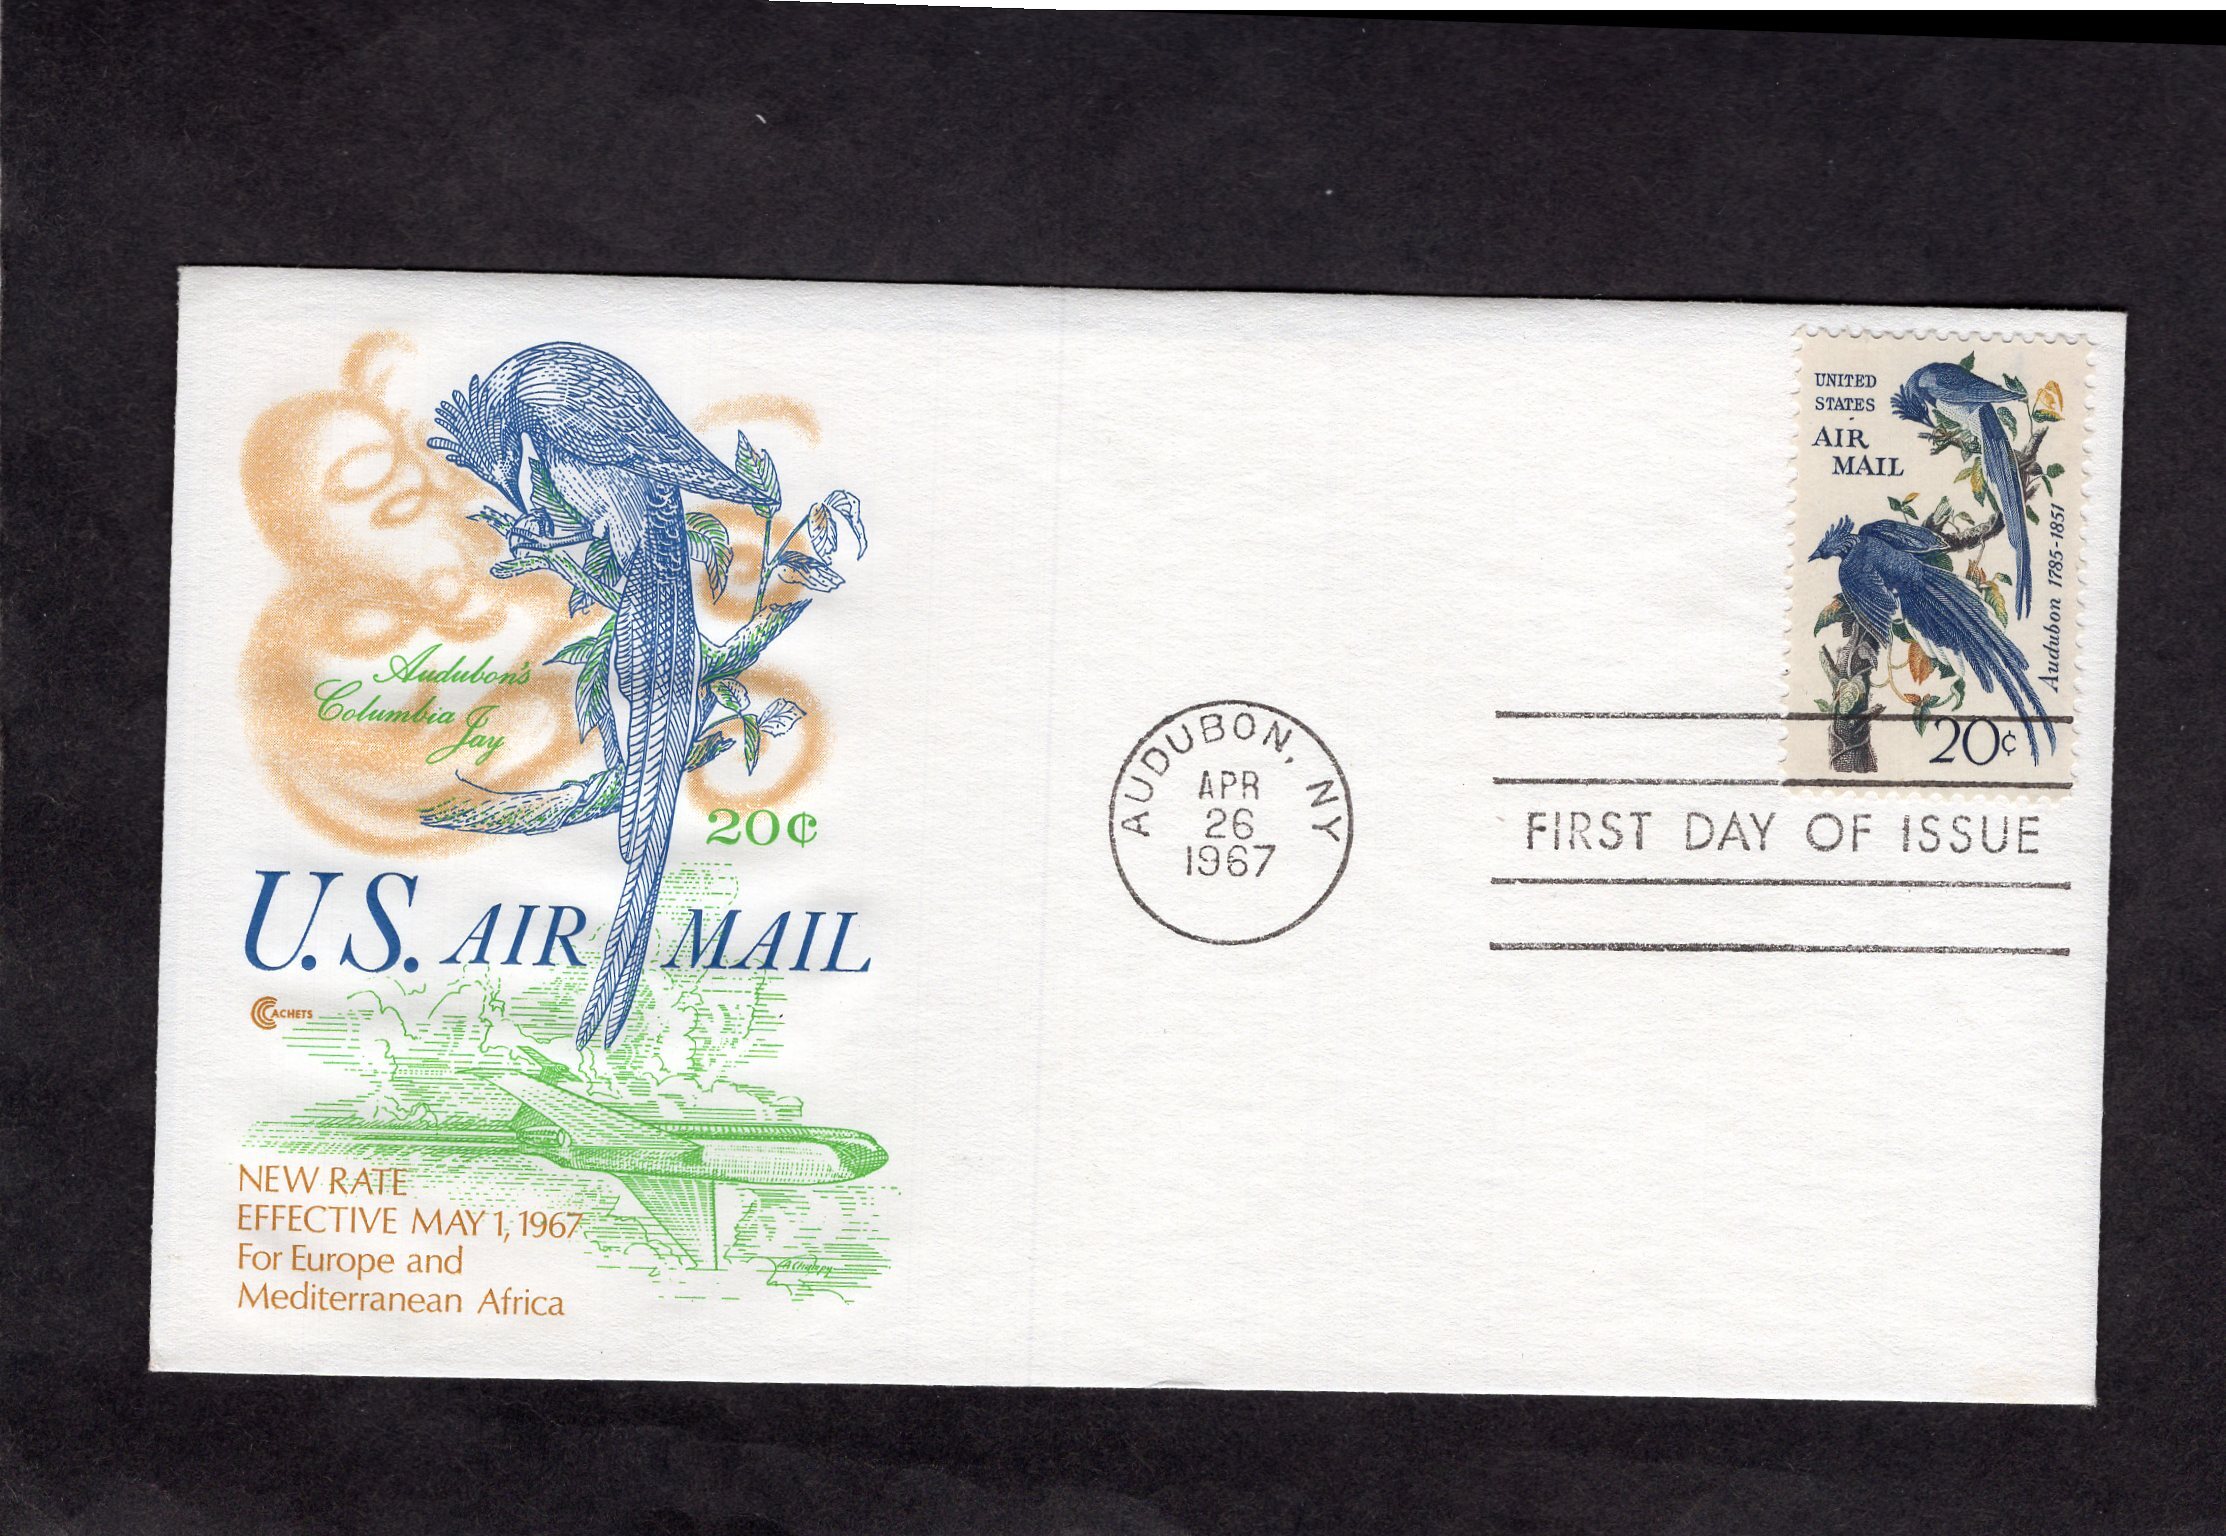 Audubon's
Columbia Jay
20¢
U.S. AIR MAIL
CCACHETS
NEW RATE
EFFECTIVE MAY 1, 1967
For Europe and
Mediterranean Africa
AUDUBON, NY
APR
26
1967
UNITED
STATES
AIR
MAIL
Audubon 1785-1851
20¢
FIRST DAY OF ISSUE